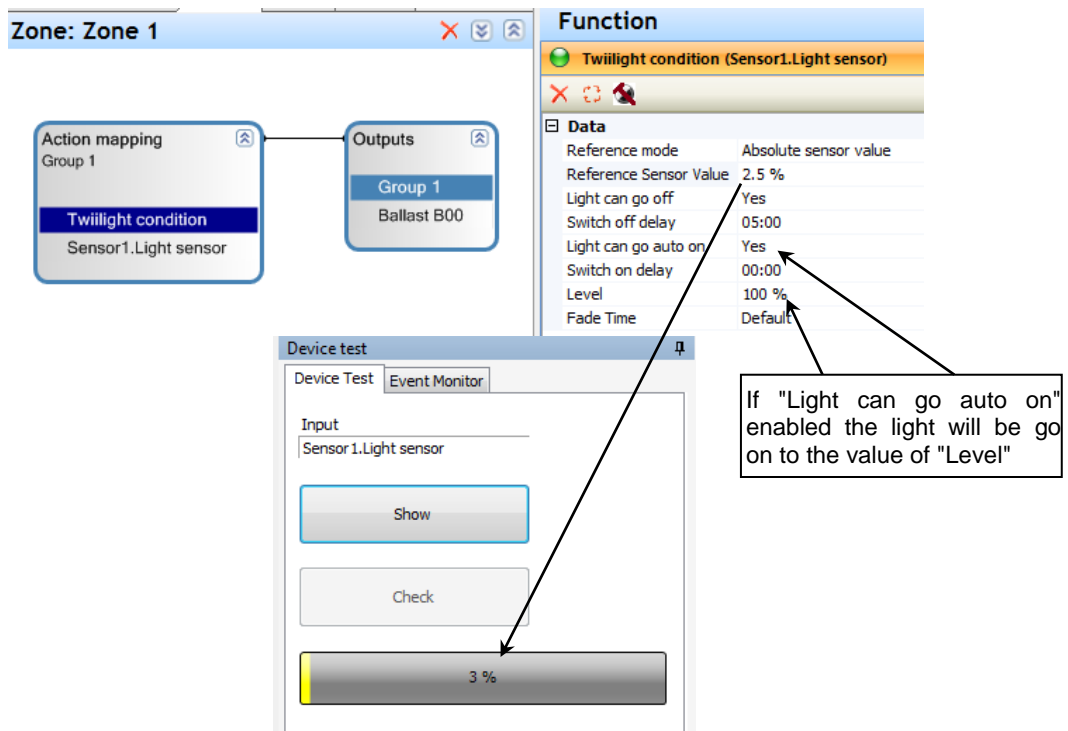 Zone: Zone 1
Action mapping
Group 1
Twiilight condition
Sensor1.Light sensor
Outputs
Group 1
Ballast B00
Function
Twiilight condition (Sensor1.Light sensor)
Data
Reference mode Absolute sensor value
Reference Sensor Value 2.5 %
Light can go off Yes
Switch off delay 05:00
Light can go auto on Yes
Switch on delay 00:00
Level 100 %
Fade Time Default
Device test
Device Test Event Monitor
Input
Sensor1.Light sensor
Show
Check
3 %
If "Light can go auto on"
enabled the light will be go
on to the value of "Level"